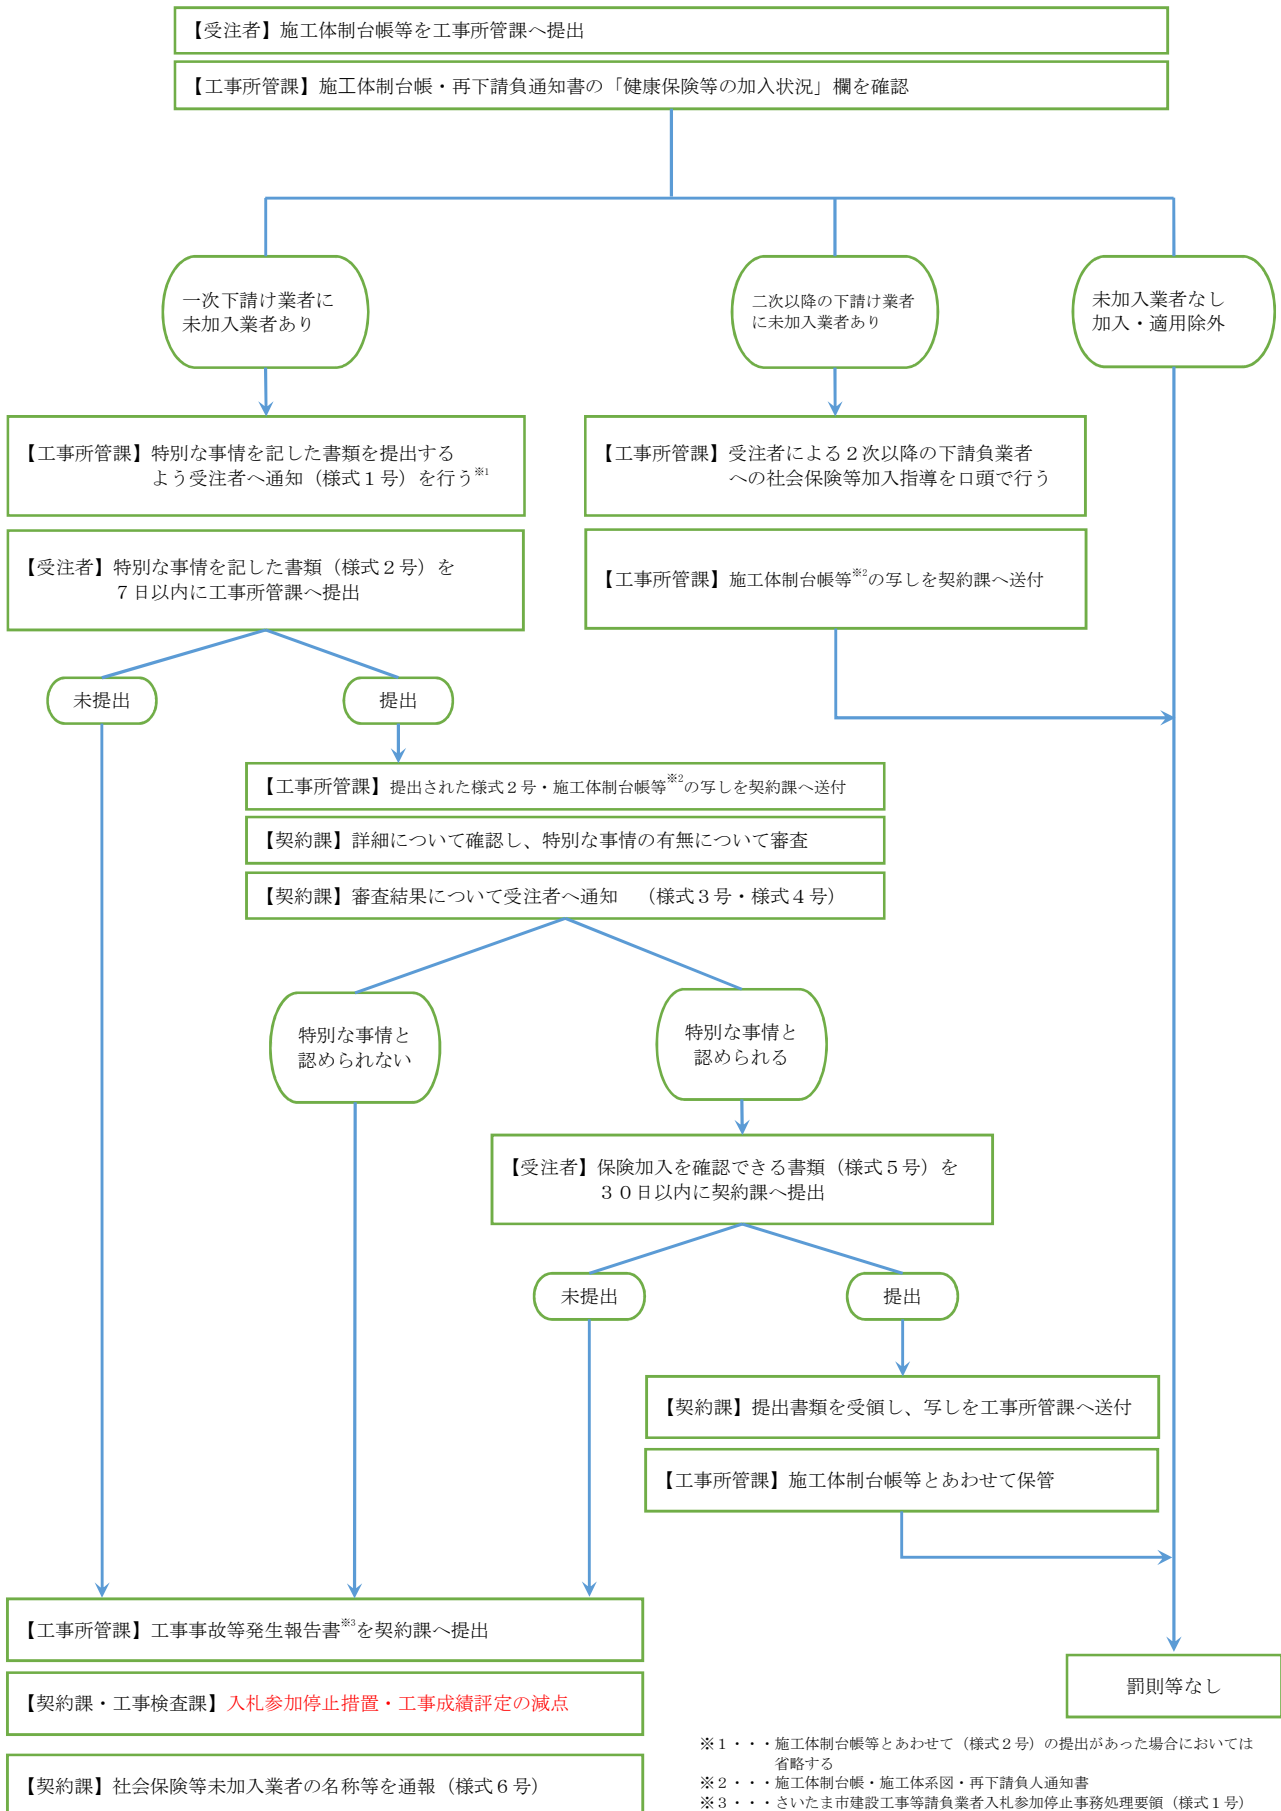 【受注者】施工体制台帳等を工事所管課へ提出
【工事所管課】施工体制台帳・再下請負通知書の「健康保険等の加入状況」欄を確認
一次下請け業者に
未加入業者あり
二次以降の下請け業者
に未加入業者あり
未加入業者なし
加入・適用除外
【工事所管課】特別な事情を記した書類を提出する
よう受注者へ通知（様式１号）を行う※1
【工事所管課】受注者による２次以降の下請負業者
への社会保険等加入指導を口頭で行う
【受注者】特別な事情を記した書類（様式２号）を
７日以内に工事所管課へ提出
【工事所管課】施工体制台帳等※2の写しを契約課へ送付
未提出
提出
【工事所管課】提出された様式２号・施工体制台帳等※2の写しを契約課へ送付
【契約課】詳細について確認し、特別な事情の有無について審査
【契約課】審査結果について受注者へ通知　（様式３号・様式４号）
特別な事情と
認められない
特別な事情と
認められる
【受注者】保険加入を確認できる書類（様式５号）を
３０日以内に契約課へ提出
未提出
提出
【契約課】提出書類を受領し、写しを工事所管課へ送付
【工事所管課】施工体制台帳等とあわせて保管
【工事所管課】工事事故等発生報告書※3を契約課へ提出
【契約課・工事検査課】入札参加停止措置・工事成績評定の減点
【契約課】社会保険等未加入業者の名称等を通報（様式６号）
罰則等なし
※１・・・施工体制台帳等とあわせて（様式２号）の提出があった場合においては
省略する
※２・・・施工体制台帳・施工体系図・再下請負人通知書
※３・・・さいたま市建設工事等請負業者入札参加停止事務処理要領（様式１号）